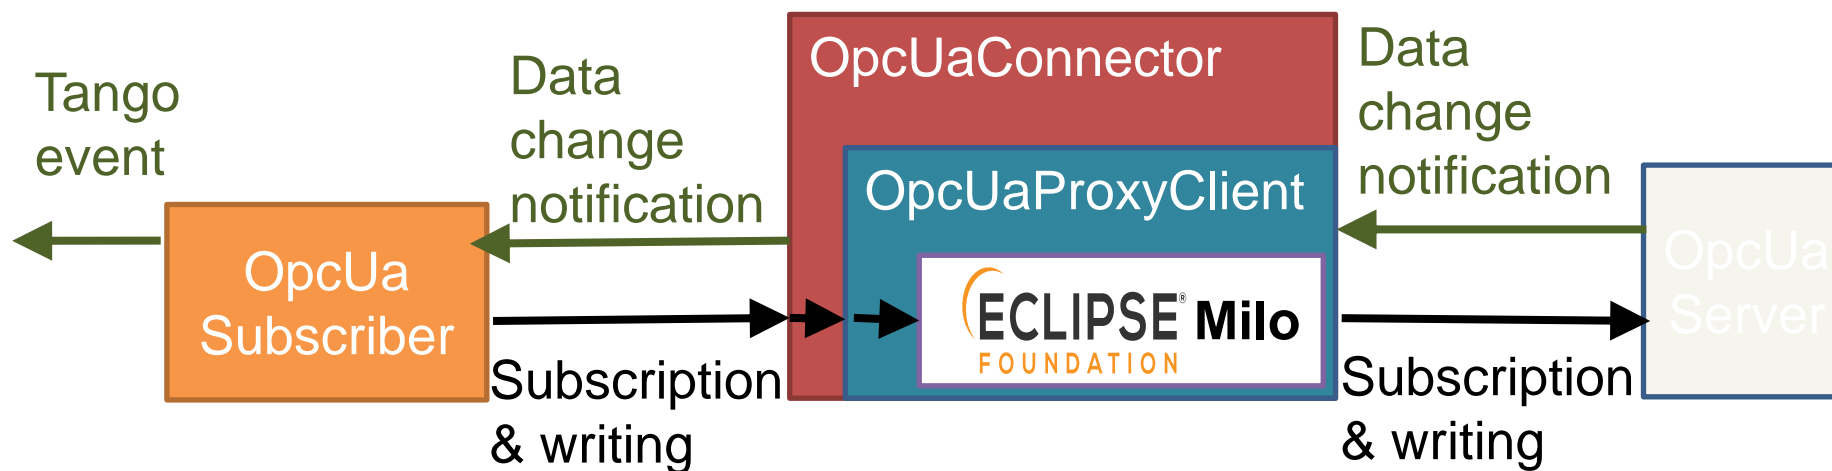 Tango
event
Data
change
notification
OpcUa
Subscriber
Subscription
& writing
OpcUaConnector
OpcUaProxyClient
ECLIPSE® Milo
FOUNDATION
Data
change
notification
Subscription
& writing
OpcUa
Server